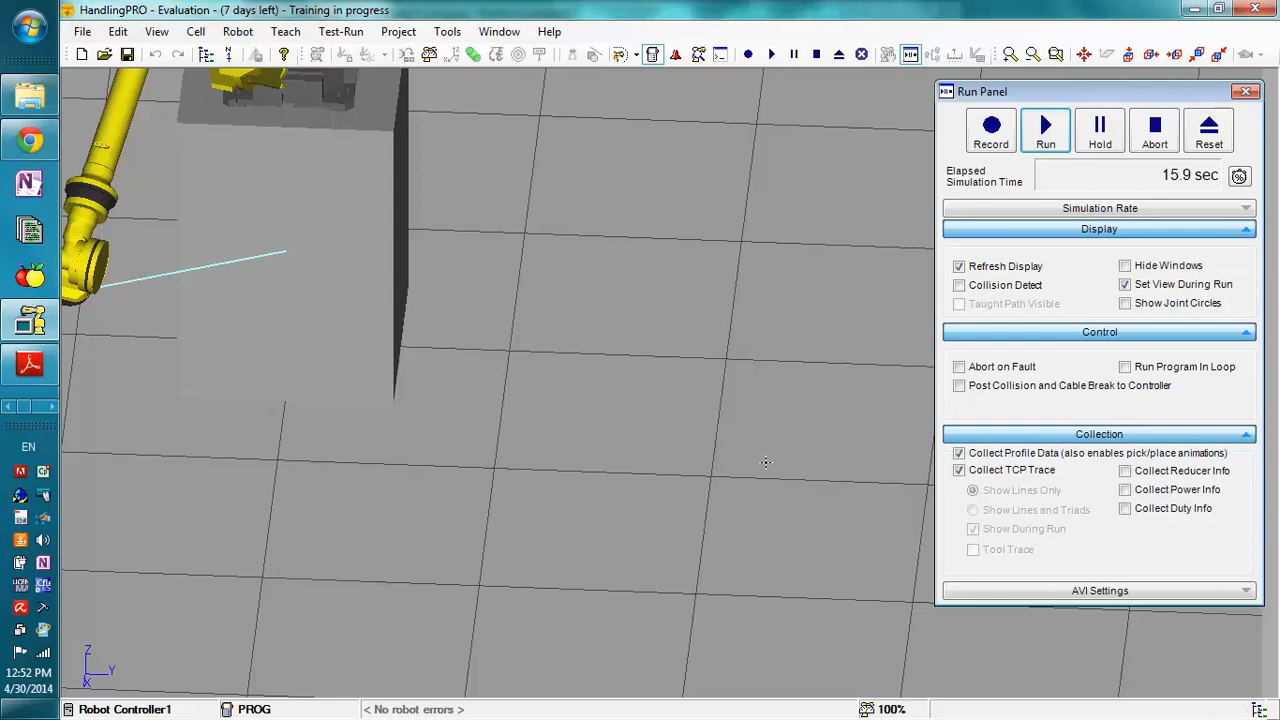 HandlingPRO - Evaluation - (7 days left) - Training in progress
File Edit View Cell Robot Teach Test-Run Project Tools Window Help
Run Panel
Record Run Hold Abort Reset
Elapsed
Simulation Time
15.9 sec
Simulation Rate
Display
Refresh Display
Hide Windows
Collision Detect
Set View During Run
Taught Path Visible
Show Joint Circles
Control
Abort on Fault
Run Program In Loop
Post Collision and Cable Break to Controller
Collection
Collect Profile Data (also enables pick/place animations)
Collect TCP Trace
Collect Reducer Info
Show Lines Only
Collect Power Info
Show Lines and Triads
Collect Duty Info
Show During Run
Tool Trace
AVI Settings
EN
Z
Y
X
12:52 PM
4/30/2014
Robot Controller1
PROG
< No robot errors >
100%